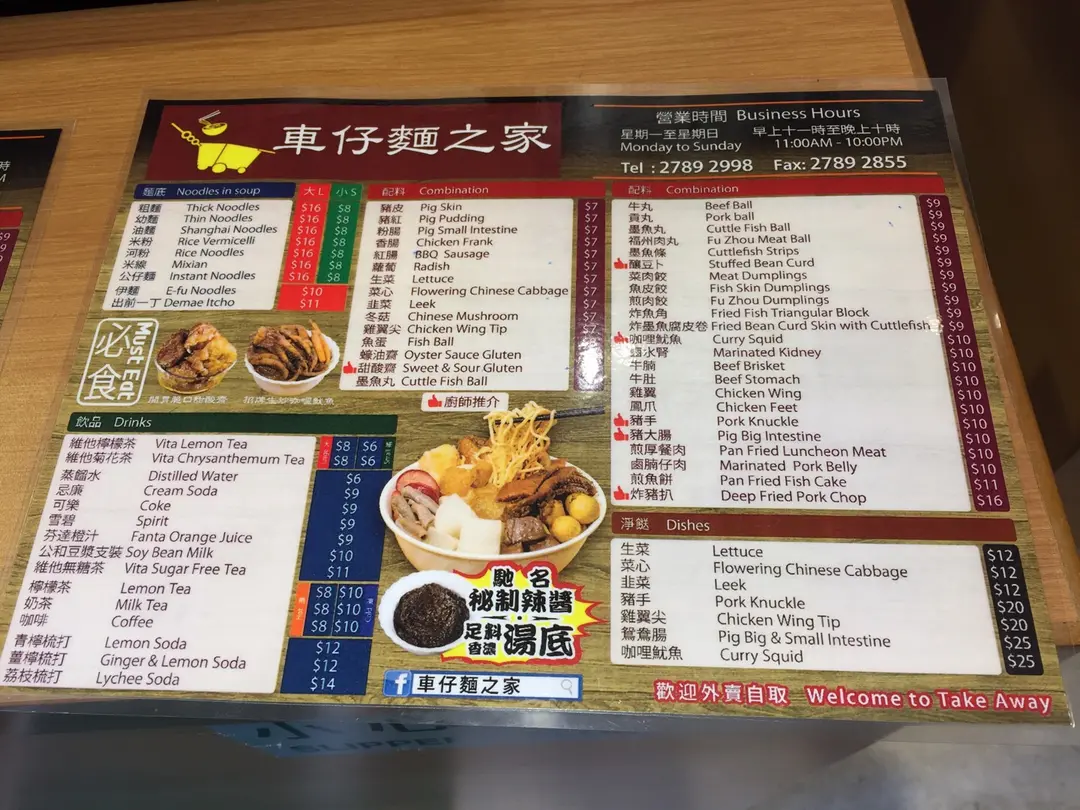 車仔麵之家
營業時間 Business Hours
星期一至星期日 早上十一時至晚上十時
Monday to Sunday 11:00AM - 10:00PM
Tel : 2789 2998 Fax: 2789 2855
麵底 Noodles in soup 大 L 小 S
粗麵 Thick Noodles $16 $8
幼麵 Thin Noodles $16 $8
油麵 Shanghai Noodles $16 $8
米粉 Rice Vermicelli $16 $8
河粉 Rice Noodles $16 $8
米線 Mixian $16 $8
公仔麵 Instant Noodles $16 $8
伊麵 E-fu Noodles $10
出前一丁 Demae Itcho $11
必食 Must Eat
配料 Combination
豬皮 Pig Skin $7
豬紅 Pig Pudding $7
粉腸 Pig Small Intestine $7
香腸 Chicken Frank $7
紅腸 BBQ Sausage $7
蘿蔔 Radish $7
生菜 Lettuce $7
菜心 Flowering Chinese Cabbage $7
韭菜 Leek $7
冬菇 Chinese Mushroom $7
雞翼尖 Chicken Wing Tip $7
魚蛋 Fish Ball $7
蠔油齋 Oyster Sauce Gluten $7
甜酸齋 Sweet & Sour Gluten $7
墨魚丸 Cuttle Fish Ball $7
廚師推介
配料 Combination
牛丸 Beef Ball $9
貢丸 Pork ball $9
墨魚丸 Cuttle Fish Ball $9
福州肉丸 Fu Zhou Meat Ball $9
墨魚條 Cuttlefish Strips $9
釀豆卜 Stuffed Bean Curd $9
菜肉餃 Meat Dumplings $9
魚皮餃 Fish Skin Dumplings $9
煎肉餃 Fu Zhou Dumplings $9
炸魚角 Fried Fish Triangular Block $9
炸墨魚腐皮卷 Fried Bean Curd Skin with Cuttlefish $9
咖哩魷魚 Curry Squid $10
鹵水腎 Marinated Kidney $10
牛腩 Beef Brisket $10
牛肚 Beef Stomach $10
雞翼 Chicken Wing $10
鳳爪 Chicken Feet $10
豬手 Pork Knuckle $10
豬大腸 Pig Big Intestine $10
煎厚餐肉 Pan Fried Luncheon Meat $10
鹵腩仔肉 Marinated Pork Belly $10
煎魚餅 Pan Fried Fish Cake $11
炸豬扒 Deep Fried Pork Chop $16
飲品 Drinks
維他檸檬茶 Vita Lemon Tea $8 $6
維他菊花茶 Vita Chrysanthemum Tea $8 $6
蒸餾水 Distilled Water $6
忌廉 Cream Soda $9
可樂 Coke $9
雪碧 Spirit $9
芬達橙汁 Fanta Orange Juice $9
公和豆漿支裝 Soy Bean Milk $10
維他無糖茶 Vita Sugar Free Tea $11
檸檬茶 Lemon Tea $8 $10
奶茶 Milk Tea $8 $10
咖啡 Coffee $8 $10
青檸梳打 Lemon Soda $12
薑檸梳打 Ginger & Lemon Soda $12
荔枝梳打 Lychee Soda $14
馳名
秘制辣醬
足料
香濃
湯底
車仔麵之家
淨餸 Dishes
生菜 Lettuce $12
菜心 Flowering Chinese Cabbage $12
韭菜 Leek $12
豬手 Pork Knuckle $20
雞翼尖 Chicken Wing Tip $20
鴛鴦腸 Pig Big & Small Intestine $25
咖哩魷魚 Curry Squid $25
歡迎外賣自取 Welcome to Take Away